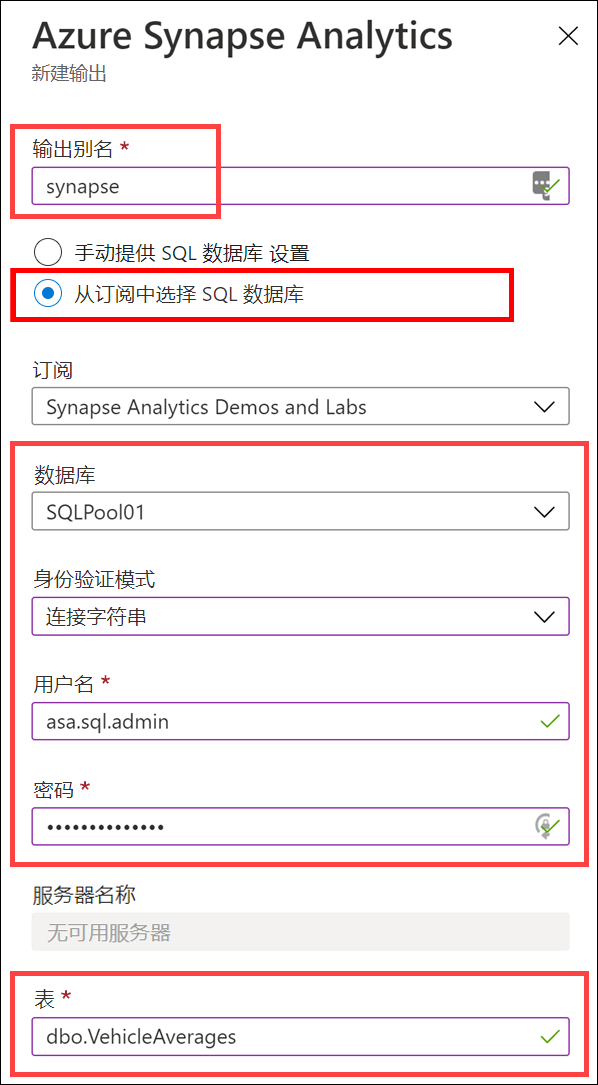 Azure Synapse Analytics
新建输出
输出别名 *
synapse
手动提供 SQL 数据库 设置
从订阅中选择 SQL 数据库
订阅
Synapse Analytics Demos and Labs
数据库
SQLPool01
身份验证模式
连接字符串
用户名 *
asa.sql.admin
密码 *
••••••••••••••
服务器名称
无可用服务器
表 *
dbo.VehicleAverages